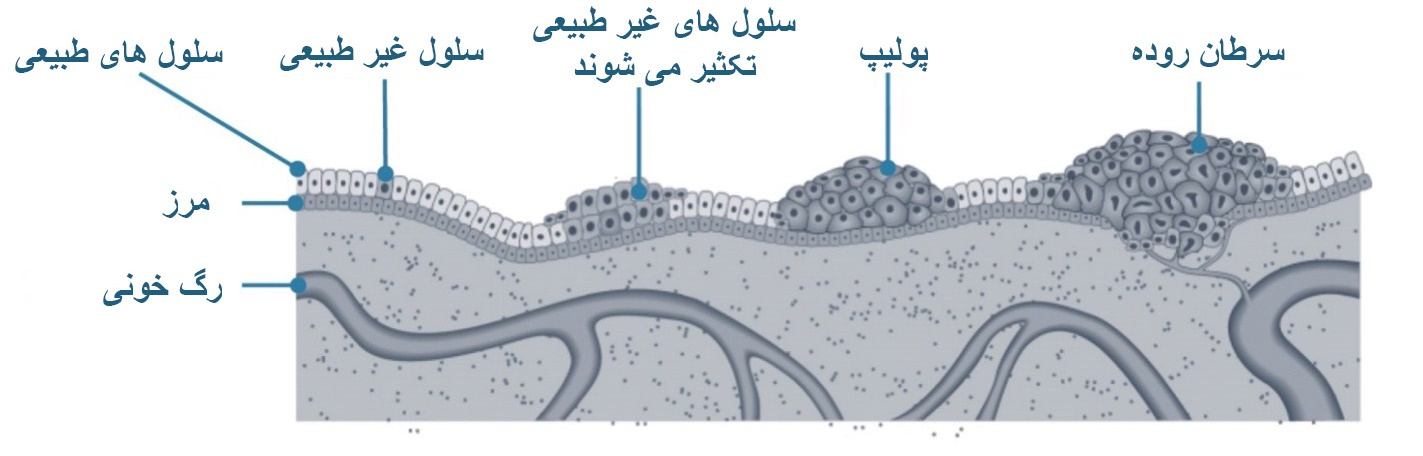 سرطان روده
پولیپ
سلول های غیر طبیعی
تکثیر می شوند
سلول غیر طبیعی
سلول های طبیعی
مرز
رگ خونی